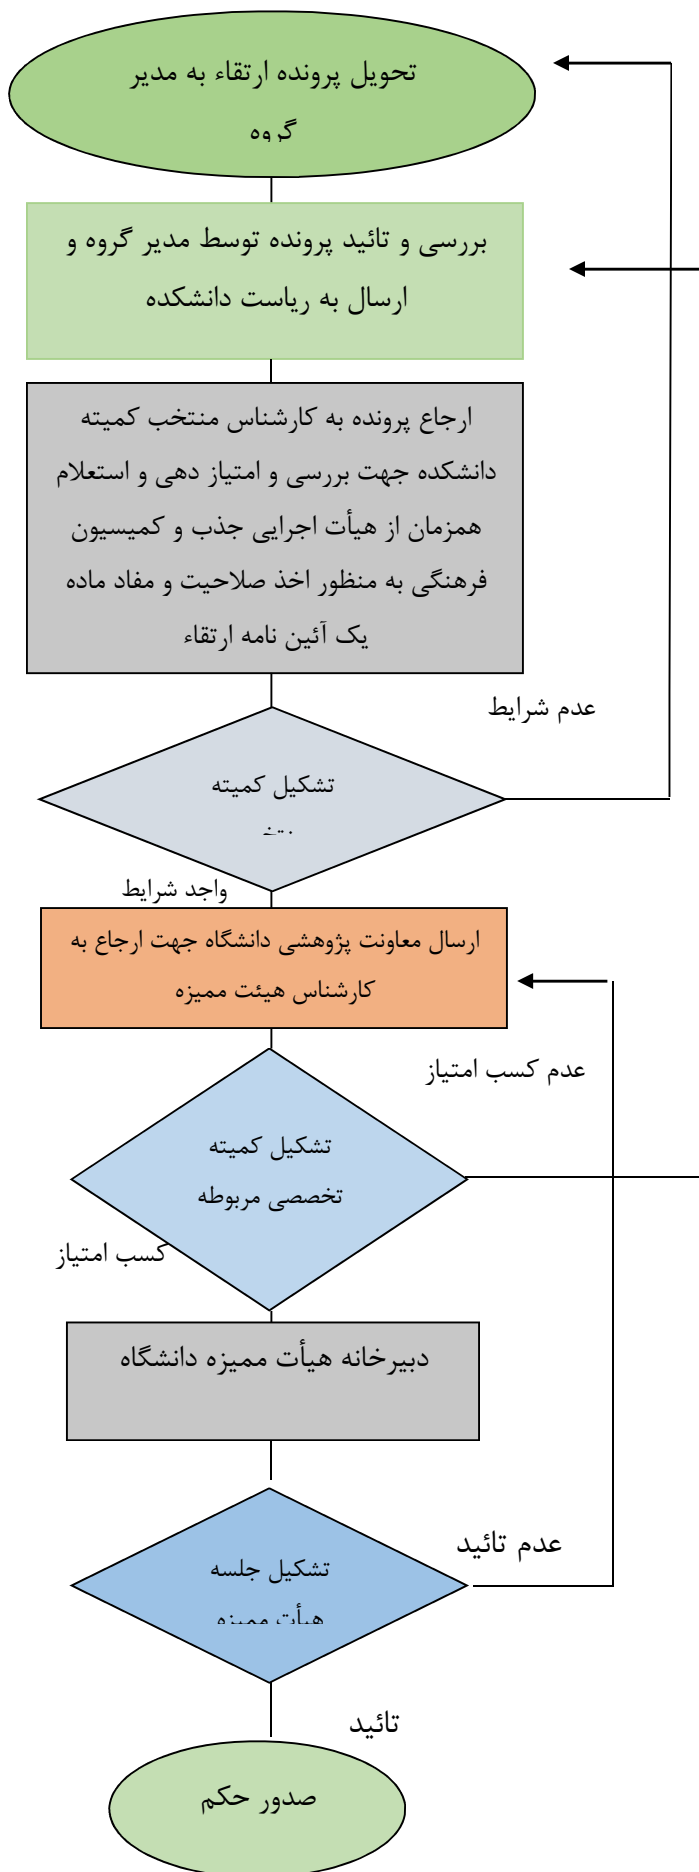 تحویل پرونده ارتقاء به مدیر
گروه
بررسی و تائید پرونده توسط مدیر گروه و
ارسال به ریاست دانشکده
ارجاع پرونده به کارشناس منتخب کمیته
دانشکده جهت بررسی و امتیاز دهی و استعلام
همزمان از هیأت اجرایی جذب و کمیسیون
فرهنگی به منظور اخذ صلاحیت و مفاد ماده
یک آئین نامه ارتقاء
عدم شرایط
تشکیل کمیته
واجد شرایط
ارسال معاونت پژوهشی دانشگاه جهت ارجاع به
کارشناس هیئت ممیزه
عدم کسب امتیاز
تشکیل کمیته
تخصصی مربوطه
کسب امتیاز
دبیرخانه هیأت ممیزه دانشگاه
عدم تائید
تشکیل جلسه
هیأت ممیزه
تائید
صدور حکم